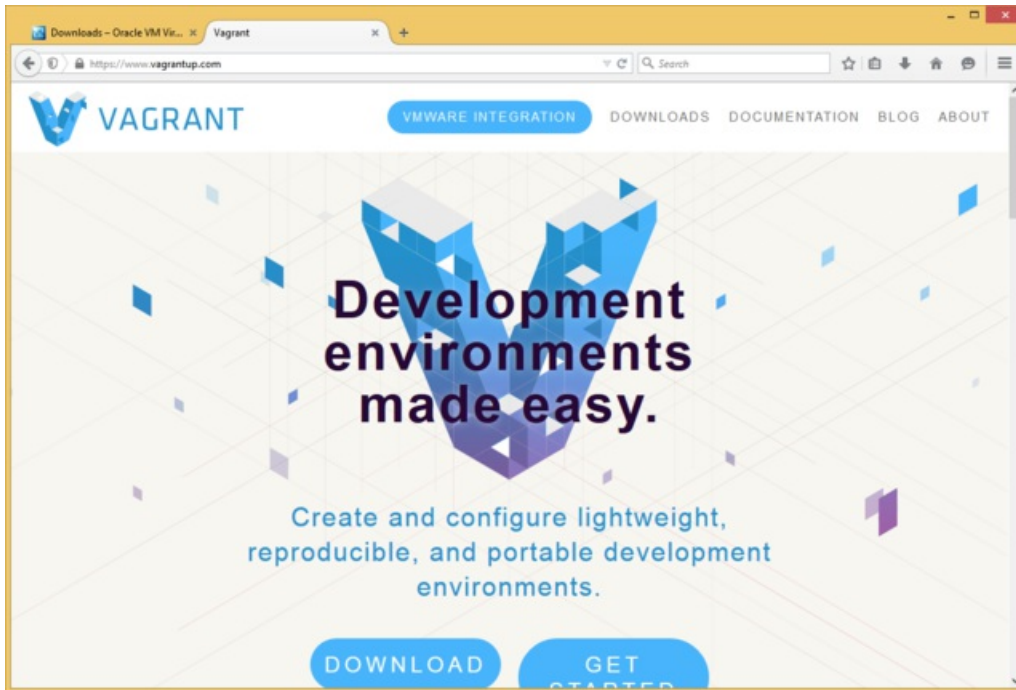 Downloads – Oracle VM Vir...
Vagrant
https://www.vagrantup.com
Search
VAGRANT
VMWARE INTEGRATION
DOWNLOADS
DOCUMENTATION
BLOG
ABOUT
Development
environments
made easy.
Create and configure lightweight,
reproducible, and portable development
environments.
DOWNLOAD
GET
STARTED